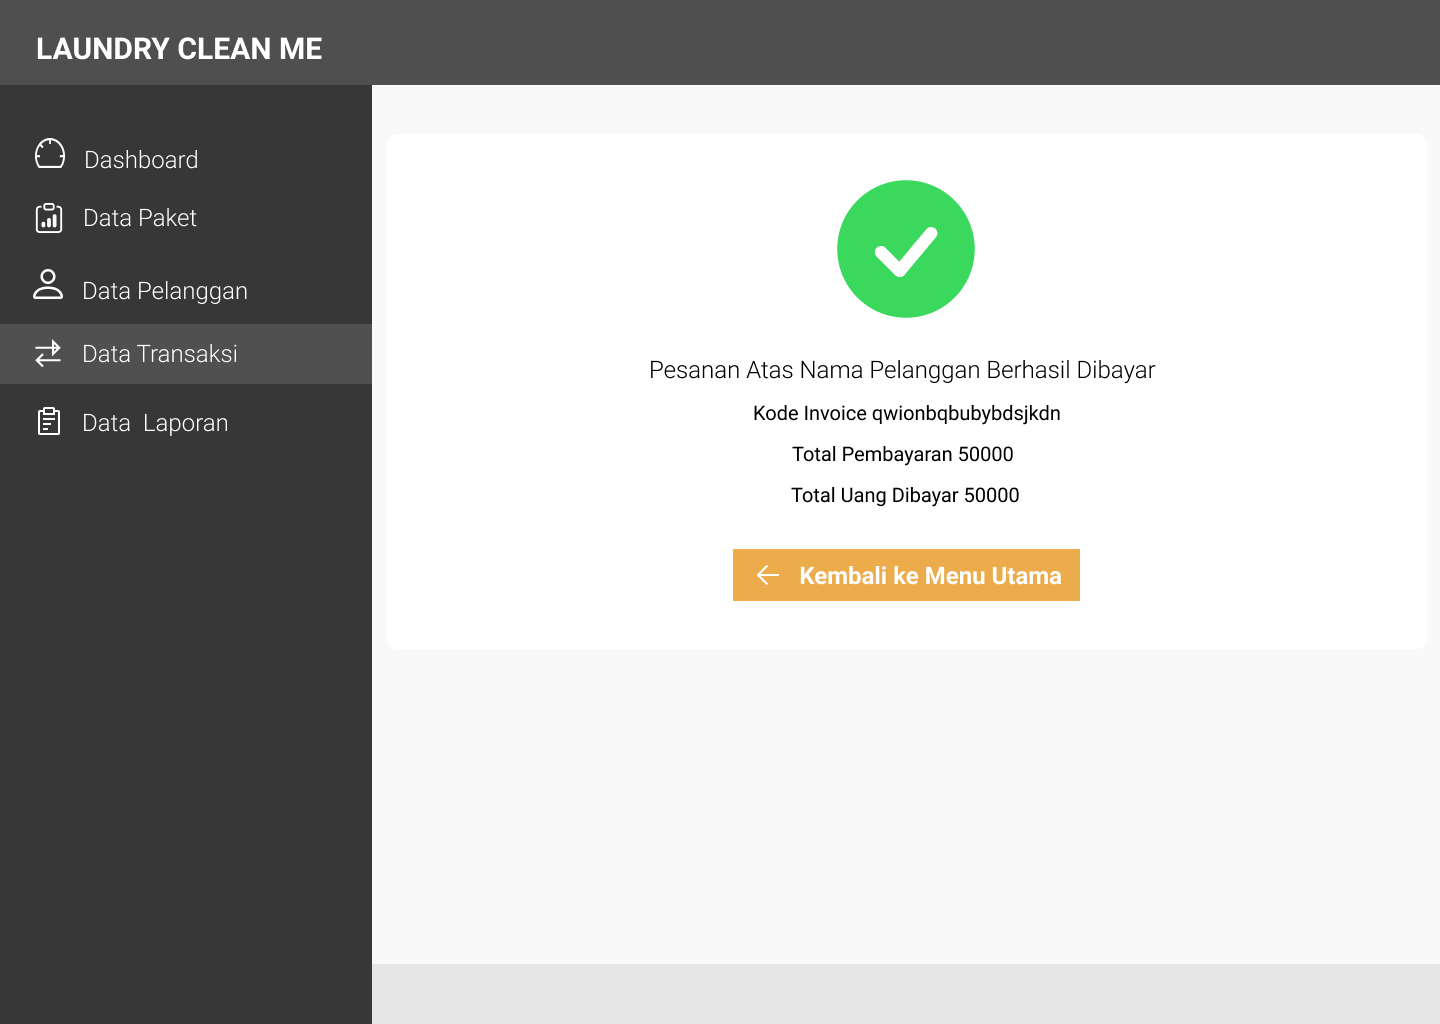 LAUNDRY CLEAN ME
Dashboard
Data Paket
Data Pelanggan
Data Transaksi
Data Laporan
Pesanan Atas Nama Pelanggan Berhasil Dibayar
Kode Invoice qwionbqbubybdsjkdn
Total Pembayaran 50000
Total Uang Dibayar 50000
Kembali ke Menu Utama